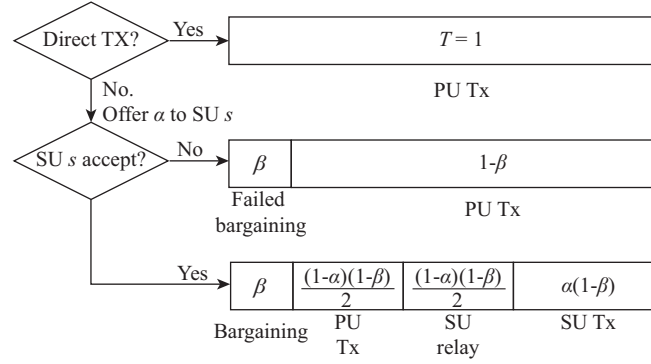 Direct TX?
Yes
T = 1
PU Tx
No.
Offer α to SU s
SU s accept?
No
β
1-β
Failed
bargaining
PU Tx
Yes
β
(1-α)(1-β)
2
(1-α)(1-β)
2
α(1-β)
Bargaining
PU
Tx
SU
relay
SU Tx